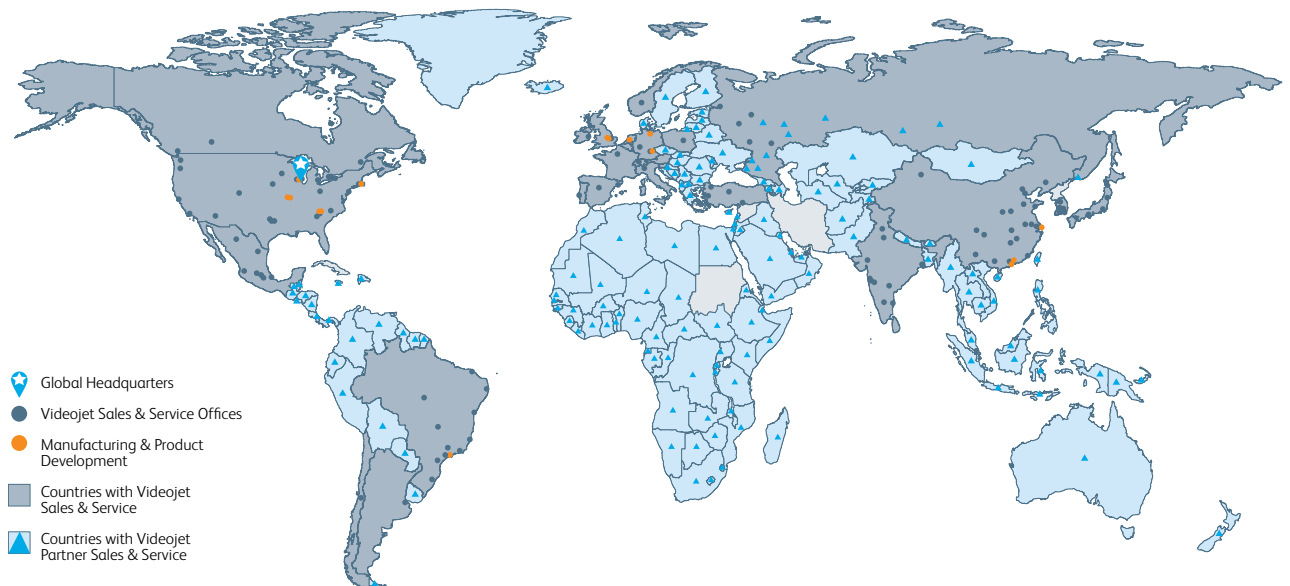 Global Headquarters
Videojet Sales & Service Offices
Manufacturing & Product
Development
Countries with Videojet
Sales & Service
Countries with Videojet
Partner Sales & Service